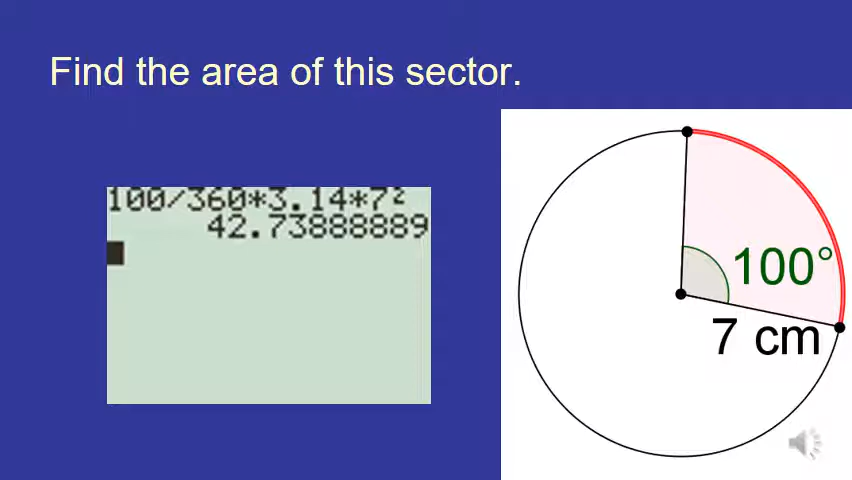 Find the area of this sector.
100/360*3.14*7²
42.73888889
100°
7 cm